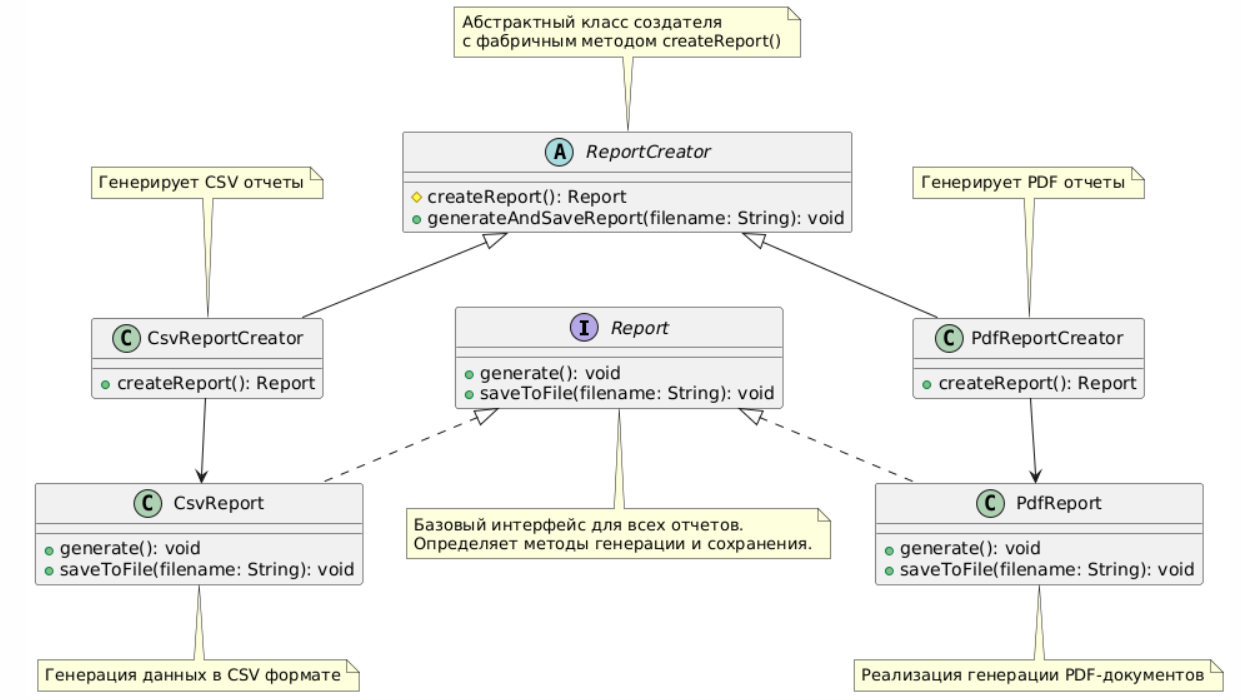 Абстрактный класс создателя
с фабричным методом createReport()
A ReportCreator
createReport(): Report
generateAndSaveReport(filename: String): void
Генерирует CSV отчеты
Генерирует PDF отчеты
C CsvReportCreator
createReport(): Report
I Report
generate(): void
saveToFile(filename: String): void
C PdfReportCreator
createReport(): Report
C CsvReport
generate(): void
saveToFile(filename: String): void
Базовый интерфейс для всех отчетов.
Определяет методы генерации и сохранения.
C PdfReport
generate(): void
saveToFile(filename: String): void
Генерация данных в CSV формате
Реализация генерации PDF-документов